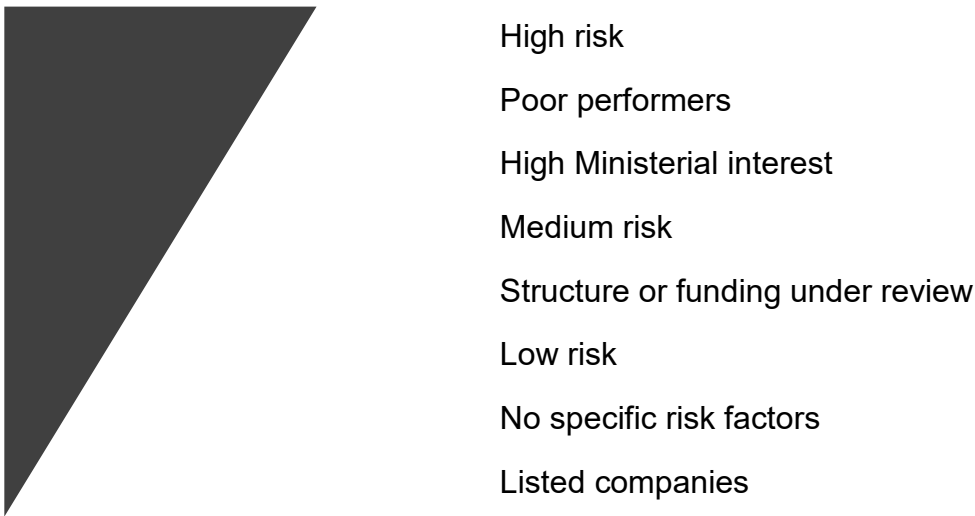 High risk
Poor performers
High Ministerial interest
Medium risk
Structure or funding under review
Low risk
No specific risk factors
Listed companies